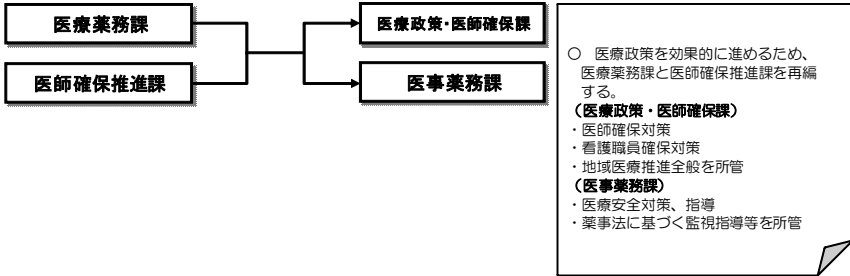 医療薬務課
医師確保推進課
医療政策・医師確保課
医事薬務課
○ 医療政策を効果的に進めるため、
医療薬務課と医師確保推進課を再編
する。
(医療政策・医師確保課)
・医師確保対策
・看護職員確保対策
・地域医療推進全般を所管
(医事薬務課)
・医療安全対策、指導
・薬事法に基づく監視指導等を所管